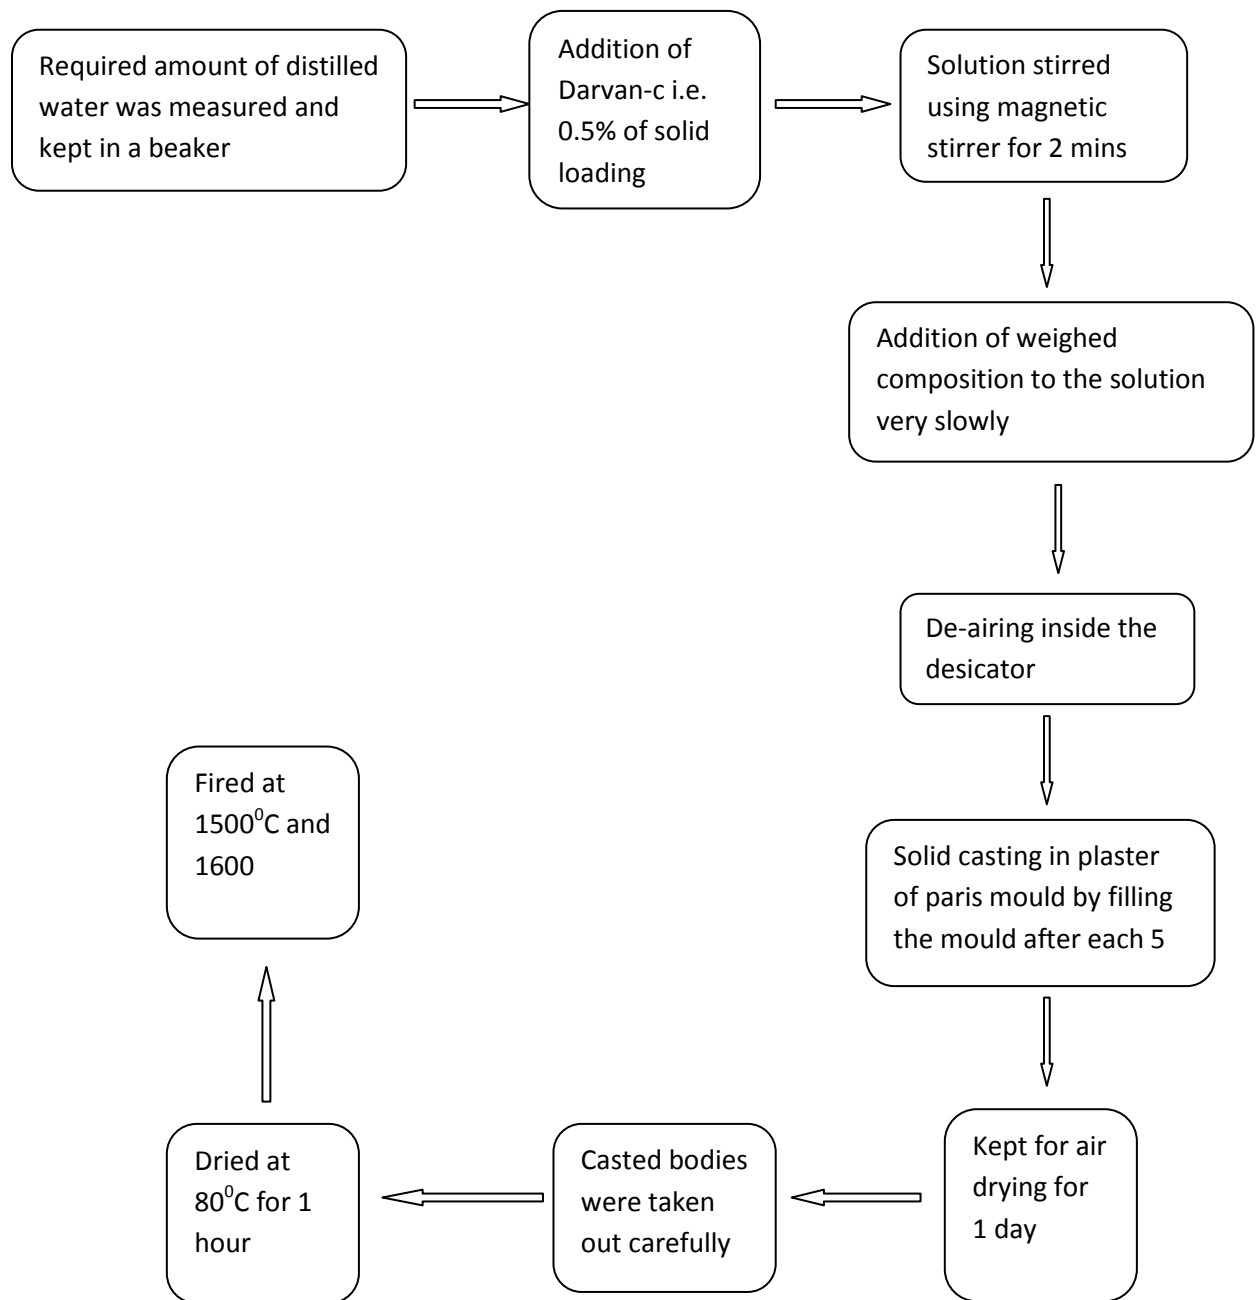 Required amount of distilled
water was measured and
kept in a beaker
Addition of
Darvan-c i.e.
0.5% of solid
loading
Solution stirred
using magnetic
stirrer for 2 mins
Addition of weighed
composition to the solution
very slowly
De-airing inside the
desicator
Solid casting in plaster
of paris mould by filling
the mould after each 5
Kept for air
drying for
1 day
Casted bodies
were taken
out carefully
Dried at
80⁰C for 1
hour
Fired at
1500⁰C and
1600